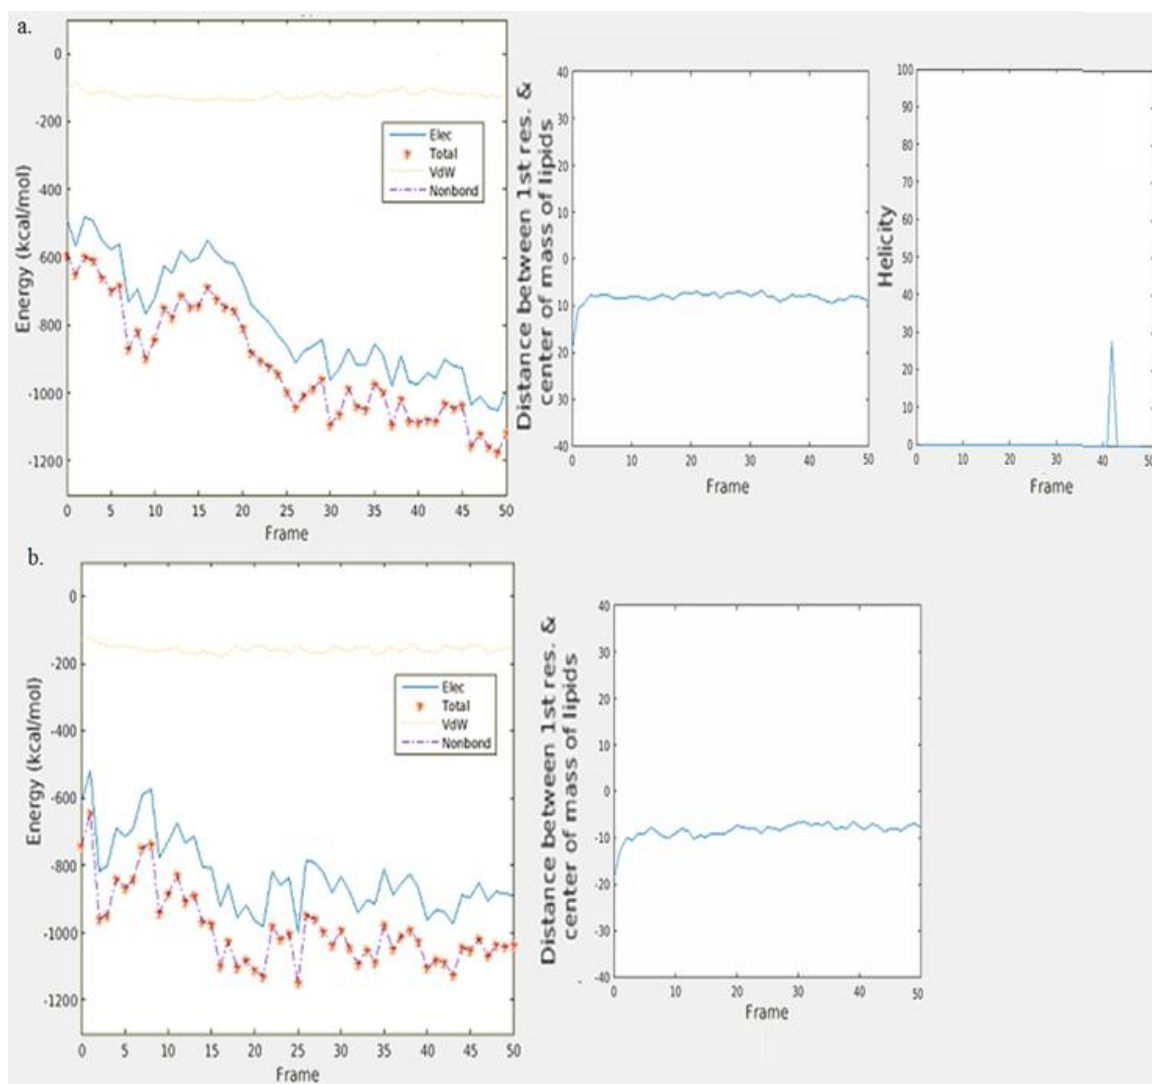 a.
0
-200
-400
600
800
-1000
-1200
Energy (kcal/mol)
Elec
Total
VdW
Nonbond
0 5 10 15 20 25 30 35 40 45 50
Frame
Distance between 1st res. &
center of mass of lipids
40
30
20
10
0
10
20
30
-40
0 10 20 30 40 50
Frame
Helicity
100
90
80
70
60
50
40
30
20
10
0
0 10 20 30 40 50
Frame
b.
0
-200
-400
-600
-800
-1000
-1200
Energy (kcal/mol)
Elec
Total
VdW
Nonbond
0 5 10 15 20 25 30 35 40 45 50
Frame
Distance between 1st res. &
center of mass of lipids
40
30
20
10
0
-10
-20
-30
-40
0 10 20 30 40 50
Frame